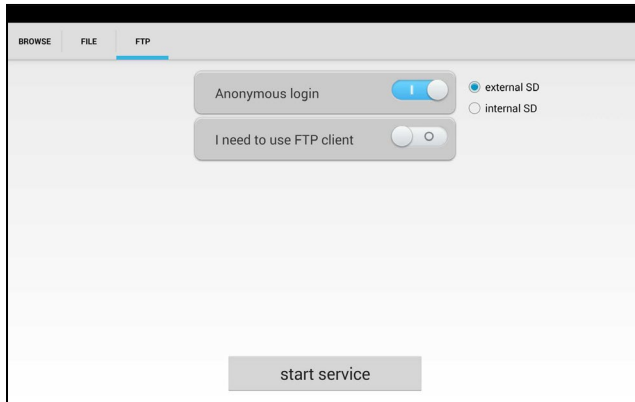 BROWSE FILE FTP
Anonymous login
external SD
internal SD
I need to use FTP client
start service